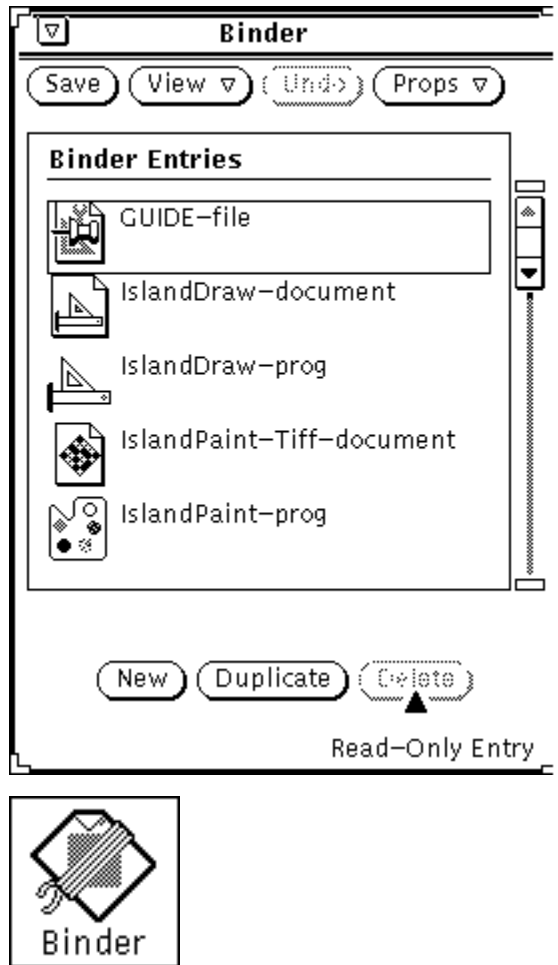 Binder
Save View Undo Props
Binder Entries
GUIDE-file
IslandDraw-document
IslandDraw-prog
IslandPaint-Tiff-document
IslandPaint-prog
New Duplicate Delete
Read-Only Entry
Binder